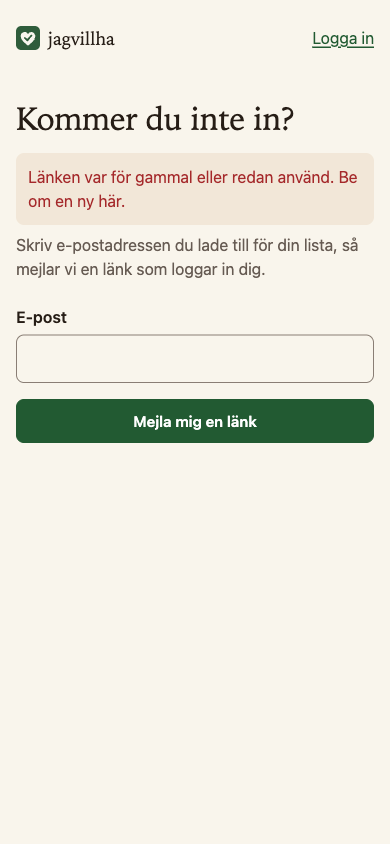 jagvillha
Logga in
Kommer du inte in?
Länken var för gammal eller redan använd. Be
om en ny här.
Skriv e-postadressen du lade till för din lista, så
mejlar vi en länk som loggar in dig.
E-post
Mejla mig en länk